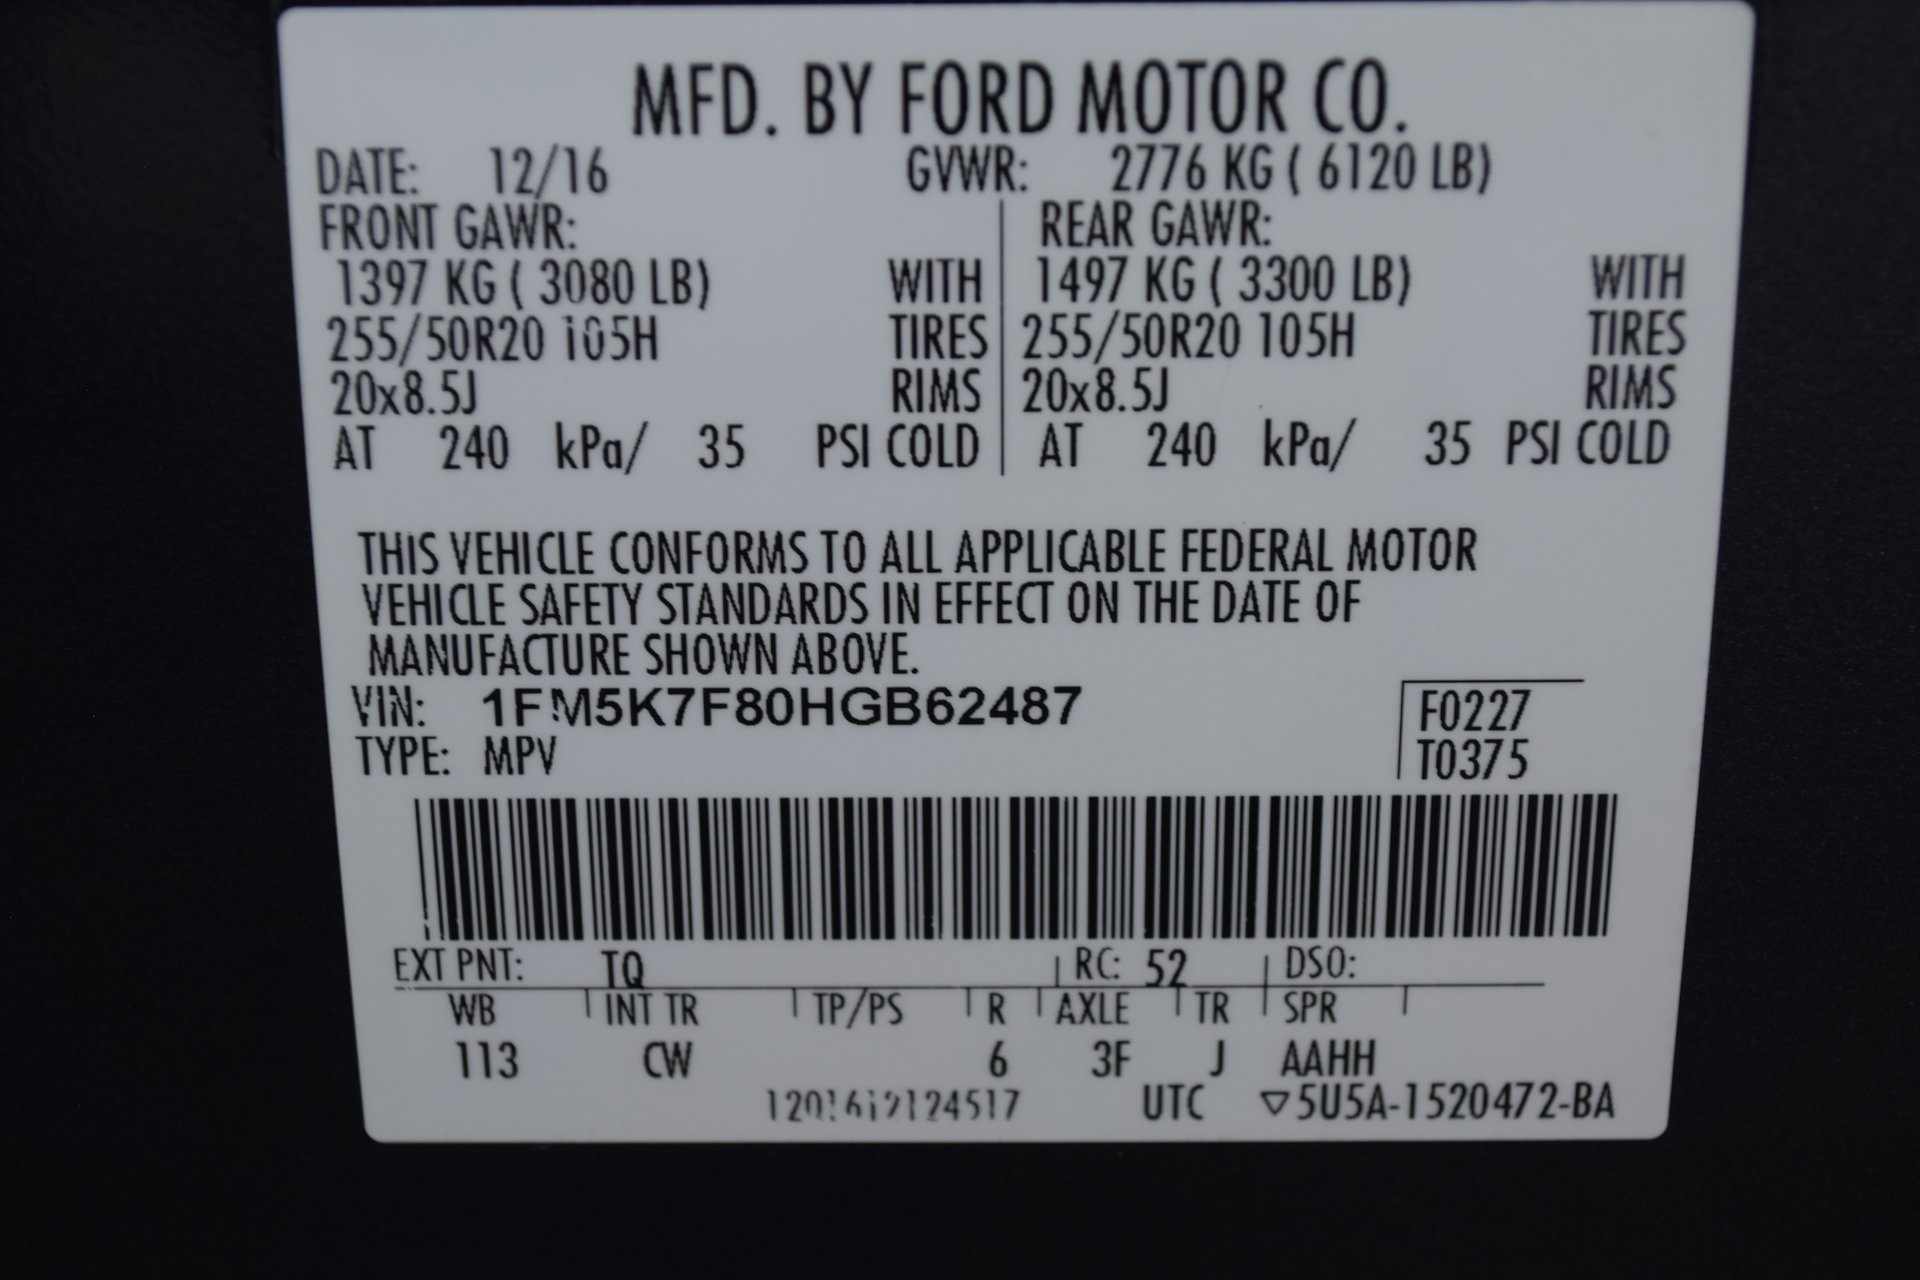 MFD. BY FORD MOTOR CO.
DATE: 12/16 GVWR: 2776 KG ( 6120 LB)
FRONT GAWR: REAR GAWR:
1397 KG ( 3080 LB) WITH 1497 KG ( 3300 LB) WITH
255/50R20 105H TIRES 255/50R20 105H TIRES
20x8.5J RIMS 20x8.5J RIMS
AT 240 kPa/ 35 PSI COLD AT 240 kPa/ 35 PSI COLD
THIS VEHICLE CONFORMS TO ALL APPLICABLE FEDERAL MOTOR
VEHICLE SAFETY STANDARDS IN EFFECT ON THE DATE OF
MANUFACTURE SHOWN ABOVE.
VIN: 1FM5K7F80HGB62487 F0227
TYPE: MPV T0375
EXT PNT: TQ RC: 52 DSO:
WB INT TR TP/PS R AXLE TR SPR
113 CW 6 3F J AAHH
UTC ▽5U5A-1520472-BA